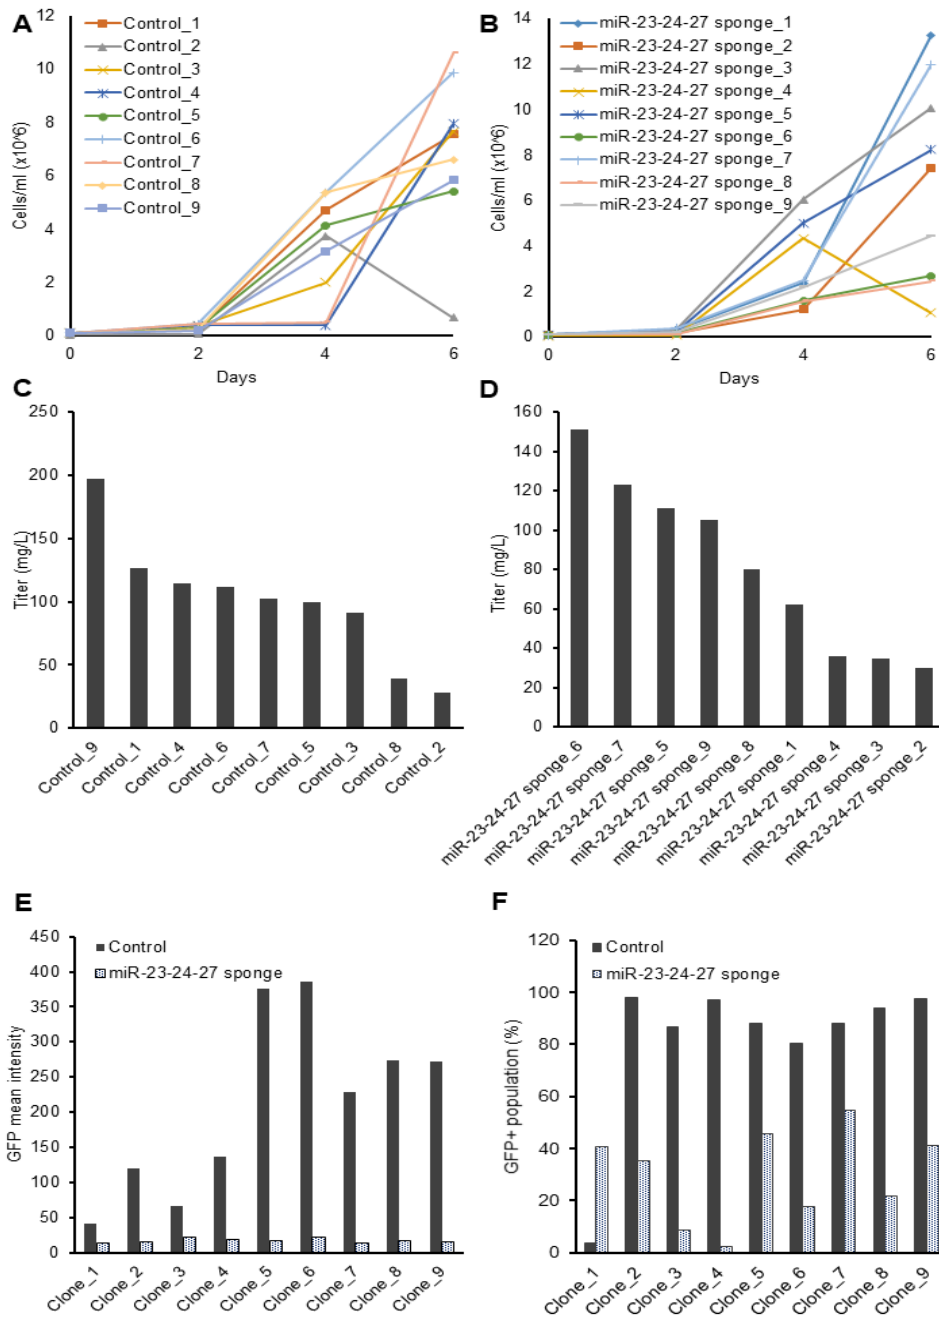 A
Cells/ml (x10^6)
12
10
8
6
4
2
0
Control_1
Control_2
Control_3
Control_4
Control_5
Control_6
Control_7
Control_8
Control_9
0 2 4 6
Days
B
Cells/ml (x10^6)
14
12
10
8
6
4
2
0
miR-23-24-27 sponge_1
miR-23-24-27 sponge_2
miR-23-24-27 sponge_3
miR-23-24-27 sponge_4
miR-23-24-27 sponge_5
miR-23-24-27 sponge_6
miR-23-24-27 sponge_7
miR-23-24-27 sponge_8
miR-23-24-27 sponge_9
0 2 4 6
Days
C
Titer (mg/L)
250
200
150
100
50
0
Control_9
Control_1
Control_4
Control_6
Control_7
Control_5
Control_3
Control_8
Control_2
D
Titer (mg/L)
160
140
120
100
80
60
40
20
0
miR-23-24-27 sponge_6
miR-23-24-27 sponge_7
miR-23-24-27 sponge_5
miR-23-24-27 sponge_9
miR-23-24-27 sponge_8
miR-23-24-27 sponge_1
miR-23-24-27 sponge_4
miR-23-24-27 sponge_3
miR-23-24-27 sponge_2
E
GFP mean intensity
450
400
350
300
250
200
150
100
50
0
Control
miR-23-24-27 sponge
Clone_1
Clone_2
Clone_3
Clone_4
Clone_5
Clone_6
Clone_7
Clone_8
Clone_9
F
GFP+ population (%)
120
100
80
60
40
20
0
Control
miR-23-24-27 sponge
Clone_1
Clone_2
Clone_3
Clone_4
Clone_5
Clone_6
Clone_7
Clone_8
Clone_9